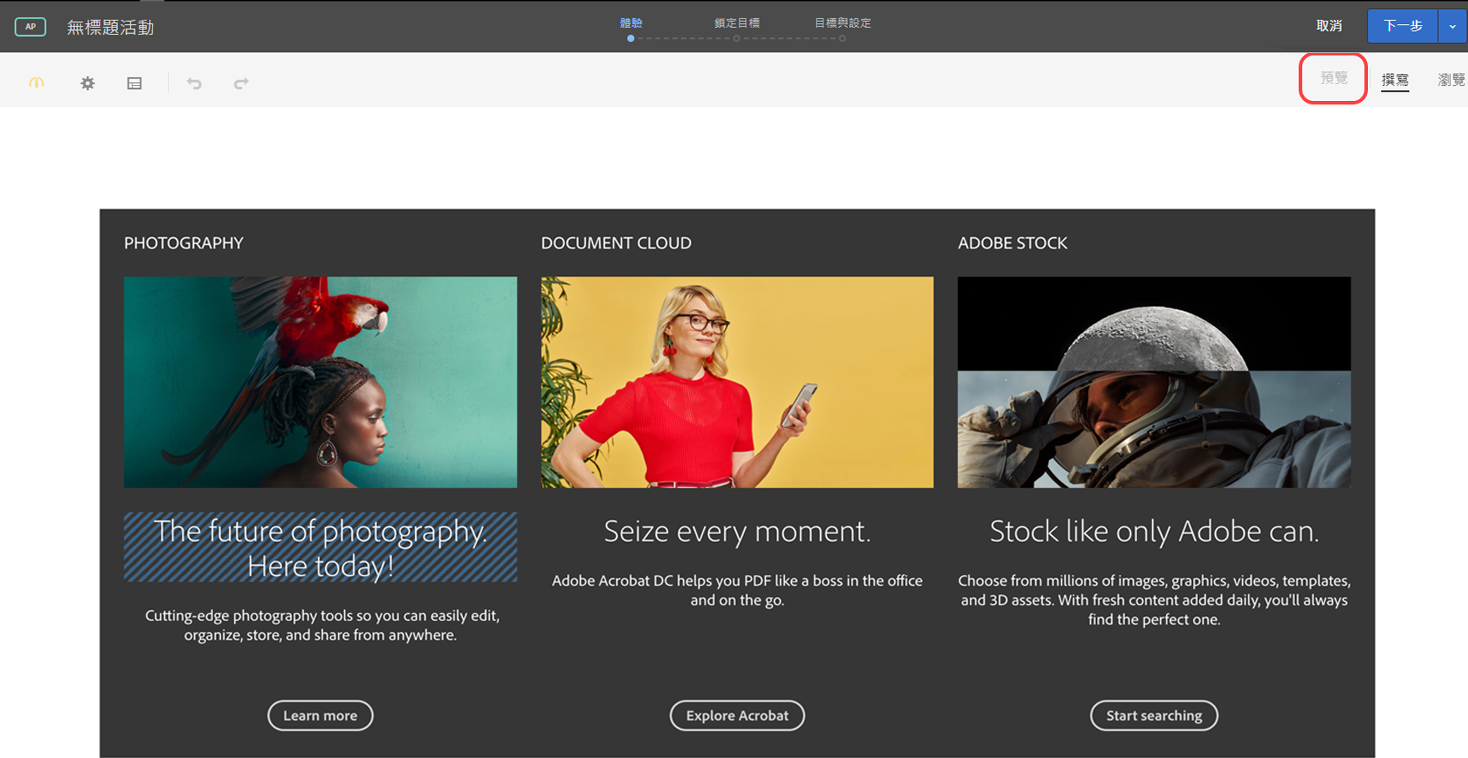 AP
無標題活動
體驗
鎖定目標
目標與設定
取消
下一步
預覽
撰寫
瀏覽
PHOTOGRAPHY
DOCUMENT CLOUD
ADOBE STOCK
The future of photography.
Here today!
Cutting-edge photography tools so you can easily edit,
organize, store, and share from anywhere.
Learn more
Seize every moment.
Adobe Acrobat DC helps you PDF like a boss in the office
and on the go.
Explore Acrobat
Stock like only Adobe can.
Choose from millions of images, graphics, videos, templates,
and 3D assets. With fresh content added daily, you'll always
find the perfect one.
Start searching